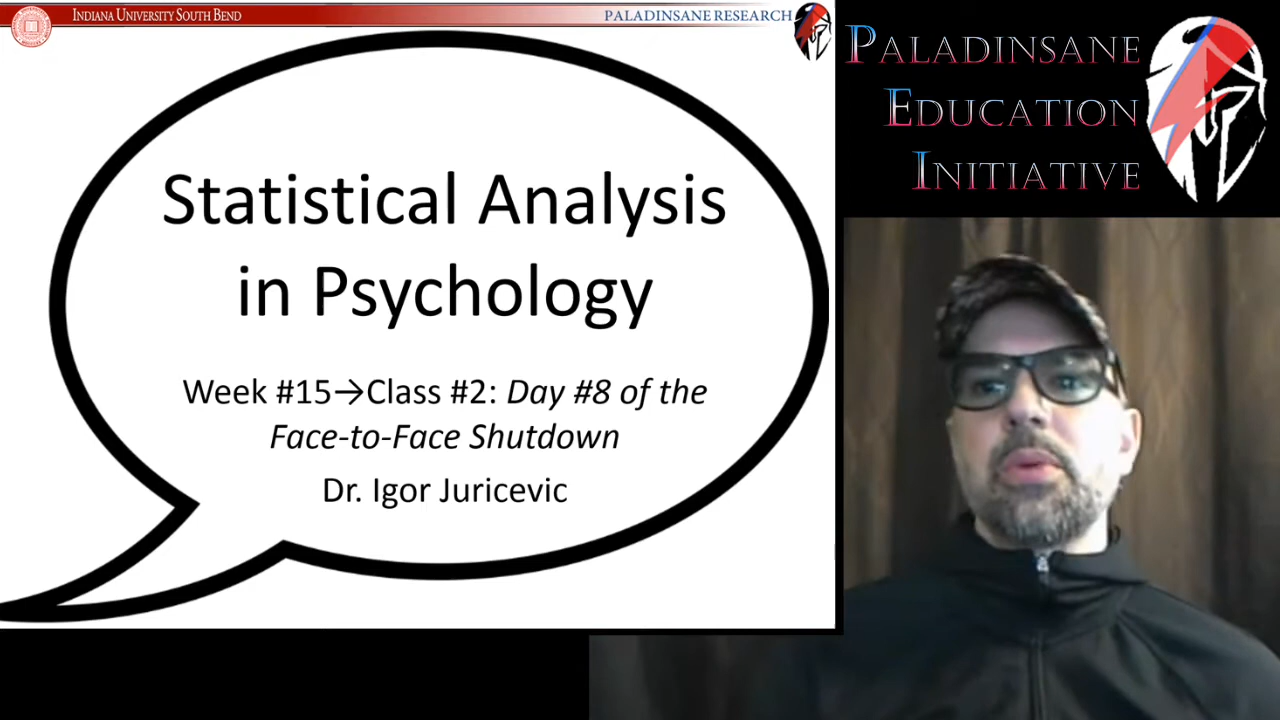 INDIANA UNIVERSITY SOUTH BEND
PALADINSANE RESEARCH
Statistical Analysis
in Psychology
Week #15→Class #2: Day #8 of the
Face-to-Face Shutdown
Dr. Igor Juricevic
PALADINSANE
EDUCATION
INITIATIVE